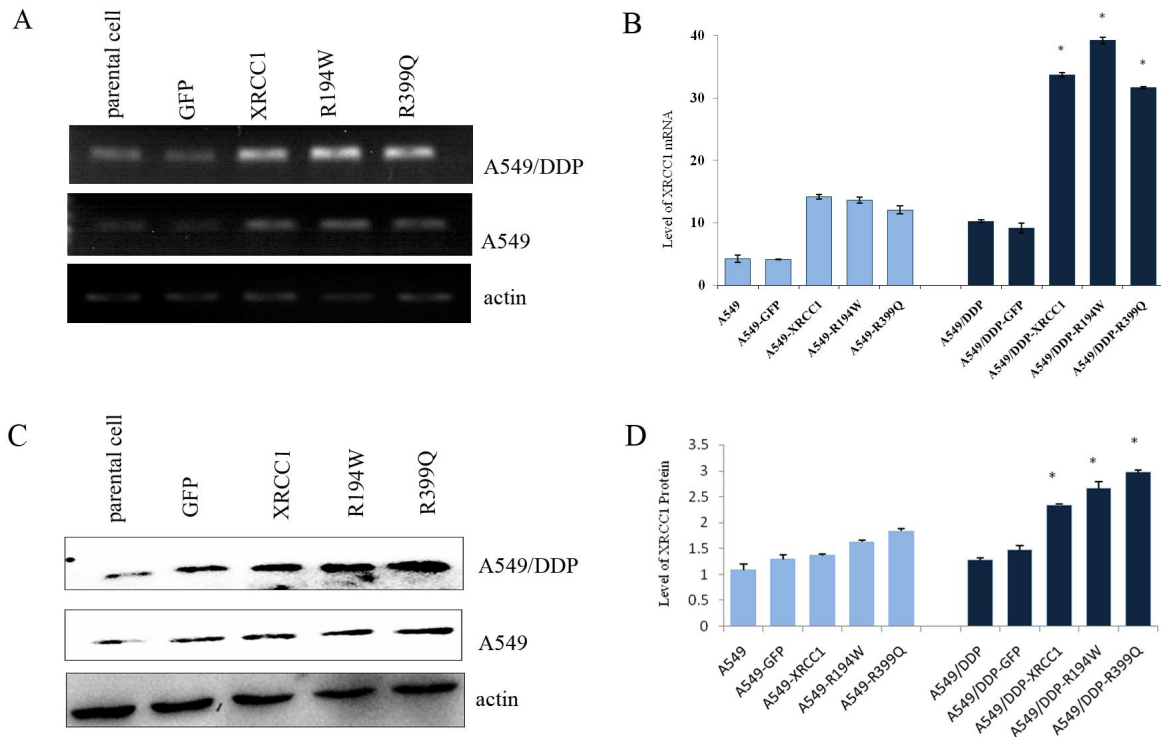 A
parental cell
GFP
XRCC1
R194W
R399Q
A549/DDP
A549
actin
B
Level of XRCC1 mRNA
40
30
20
10
0
*
*
*
A549
A549-GFP
A549-XRCC1
A549-R194W
A549-R399Q
A549/DDP
A549/DDP-GFP
A549/DDP-XRCC1
A549/DDP-R194W
A549/DDP-R399Q
C
parental cell
GFP
XRCC1
R194W
R399Q
A549/DDP
A549
actin
D
Level of XRCC1 Protein
3.5
3
2.5
2
1.5
1
0.5
0
*
*
*
A549
A549-GFP
A549-XRCC1
A549-R194W
A549-R399Q
A549/DDP
A549/DDP-GFP
A549/DDP-XRCC1
A549/DDP-R194W
A549/DDP-R399Q